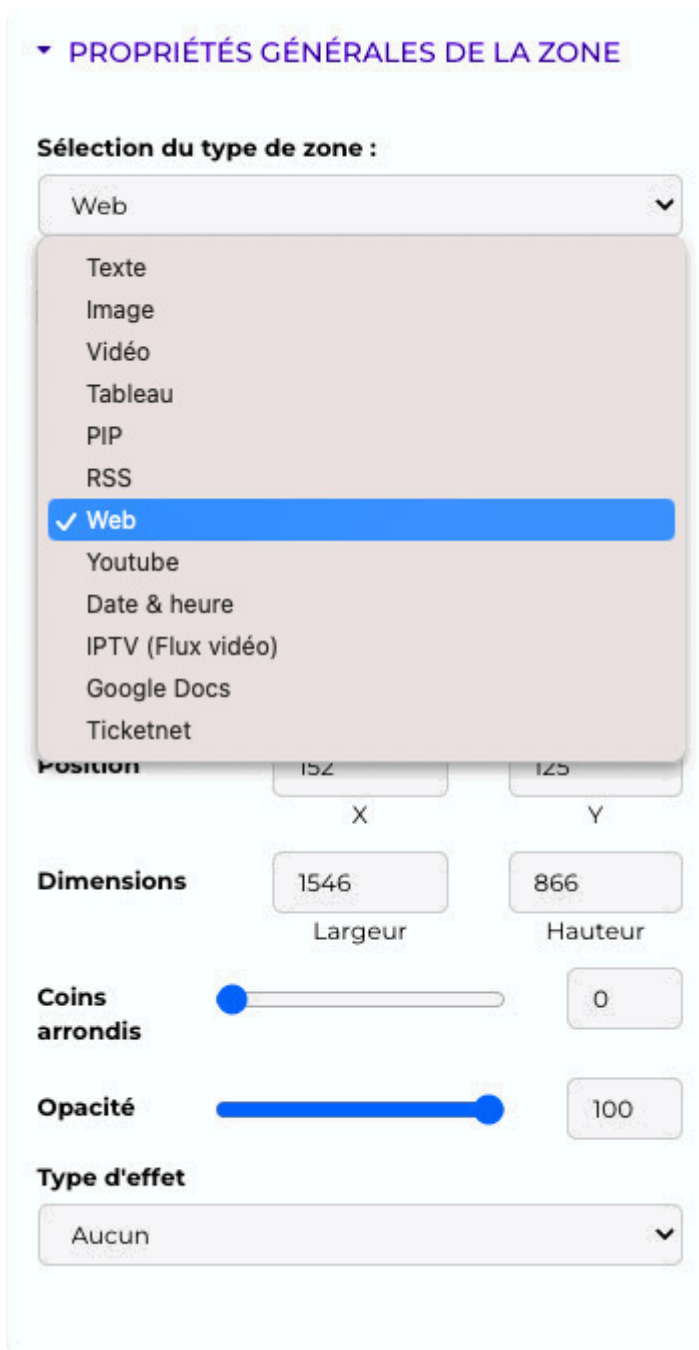 PROPRIÉTÉS GÉNÉRALES DE LA ZONE
Sélection du type de zone :
Web
Texte
Image
Vidéo
Tableau
PIP
RSS
Web
Youtube
Date & heure
IPTV (Flux vidéo)
Google Docs
Ticketnet
Position 152 125
X Y
Dimensions 1546 866
Largeur Hauteur
Coins
arrondis 0
Opacité 100
Type d'effet
Aucun